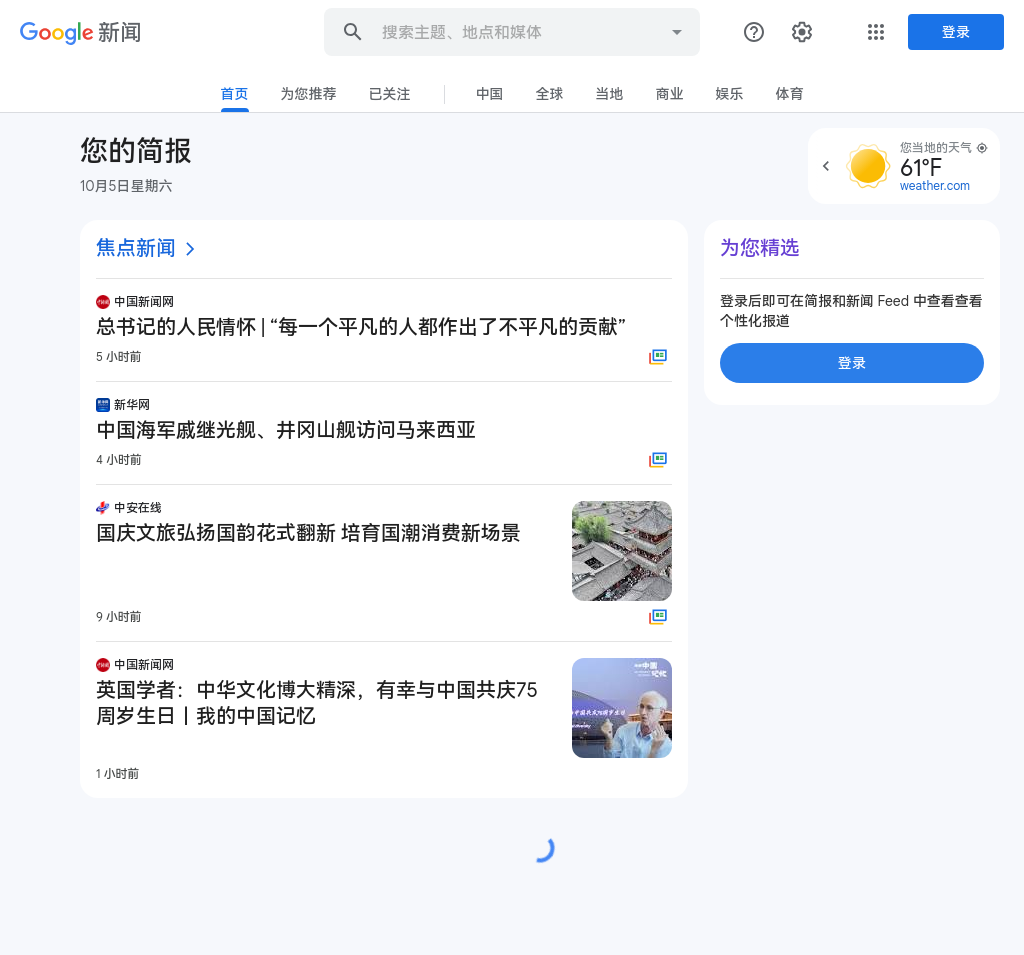 Google 新闻
搜索主题、地点和媒体
登录
首页
为您推荐
已关注
中国
全球
当地
商业
娱乐
体育
您的简报
10月5日星期六
您当地的天气
61°F
weather.com
焦点新闻
中国新闻网
总书记的人民情怀 | “每一个平凡的人都作出了不平凡的贡献”
5 小时前
新华网
中国海军戚继光舰、井冈山舰访问马来西亚
4 小时前
中安在线
国庆文旅弘扬国韵花式翻新 培育国潮消费新场景
9 小时前
中国新闻网
英国学者：中华文化博大精深，有幸与中国共庆75
周岁生日丨我的中国记忆
1 小时前
中国
记忆
为您精选
登录后即可在简报和新闻 Feed 中查看查看
个性化报道
登录